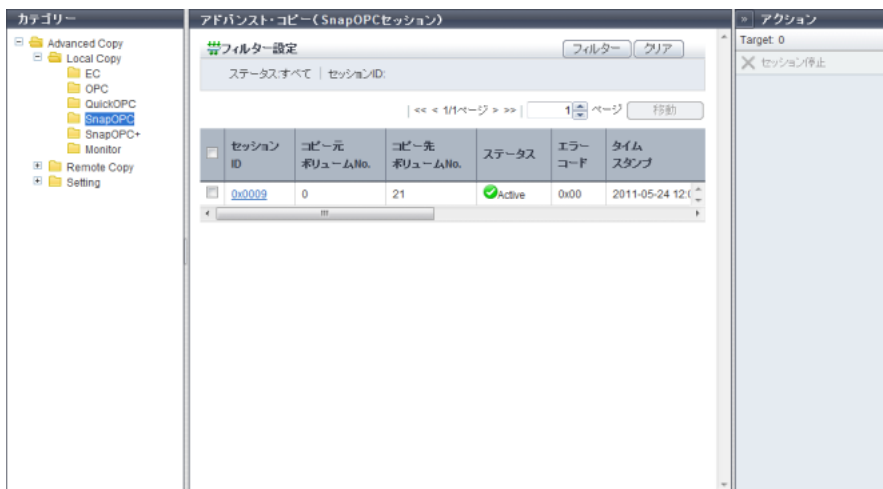 カテゴリー
Advanced Copy
Local Copy
EC
OPC
QuickOPC
SnapOPC
SnapOPC+
Monitor
Remote Copy
Setting
アドバンスト・コピー(SnapOPCセッション)
フィルター設定
フィルター クリア
ステータス:すべて | セッションID:
| << < 1/1ページ > >> | 1 ページ 移動
セッション コピー元 コピー先 ステータス エラー タイム
ID ボリュームNo. ボリュームNo. コード スタンプ
0x0009 0 21 Active 0x00 2011-05-24 12:(
» アクション
Target: 0
セッション停止